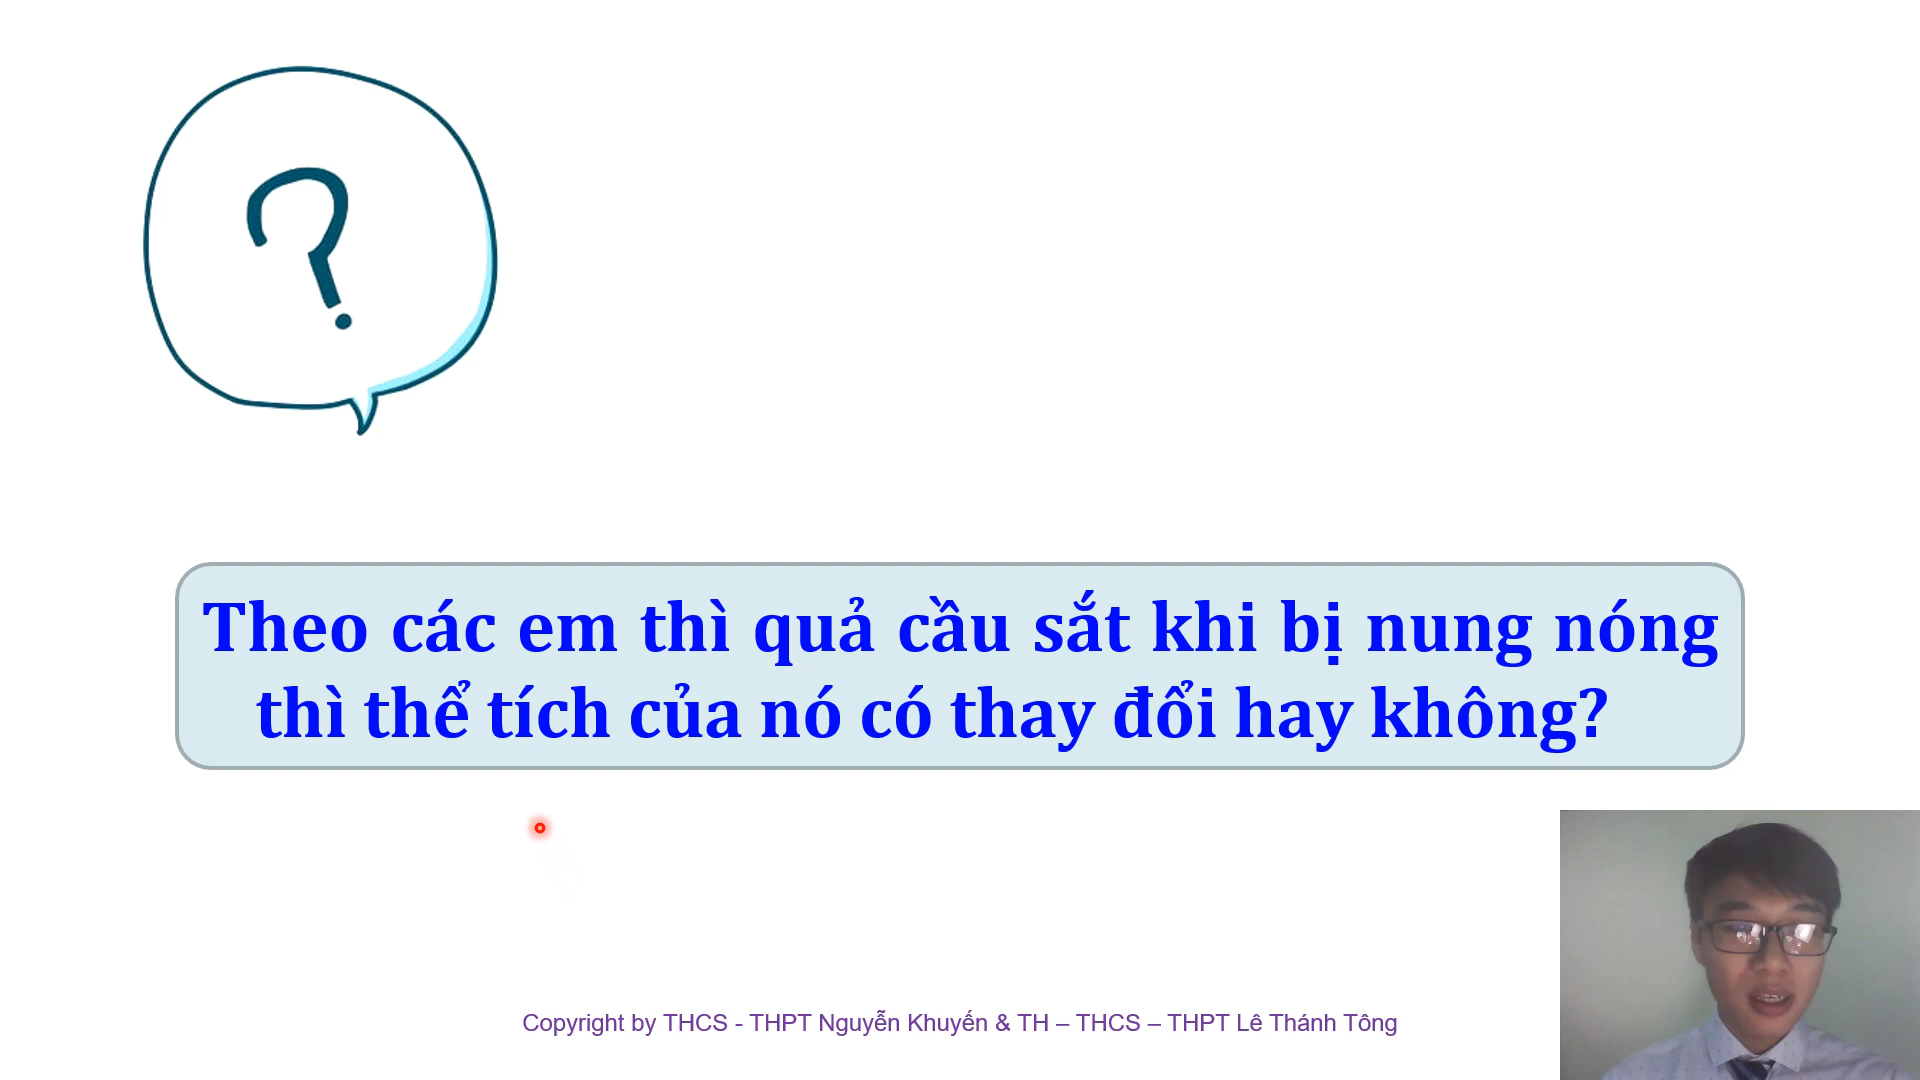 ?
Theo các em thì quả cầu sắt khi bị nung nóng
thì thể tích của nó có thay đổi hay không?
Copyright by THCS - THPT Nguyễn Khuyến & TH – THCS – THPT Lê Thánh Tông